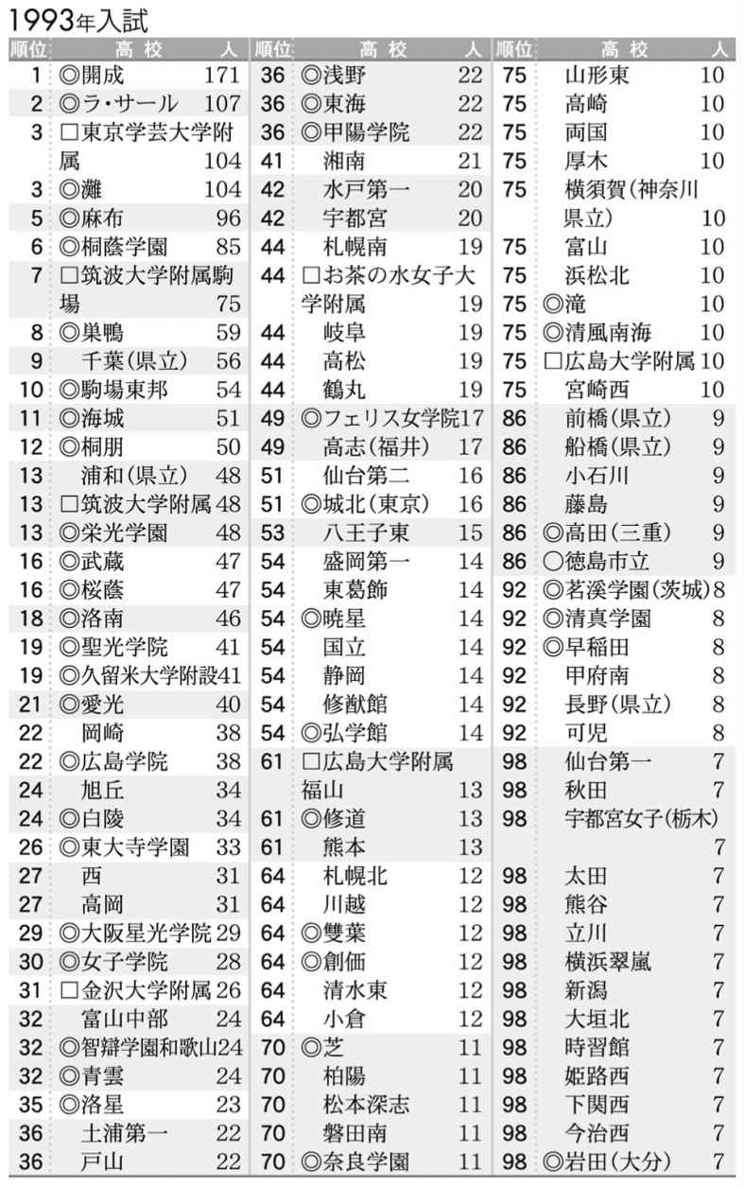 1993年入試
順位 高校 人
1 ◎開成 171
2 ◎ラ・サール 107
3 □東京学芸大学附
属 104
3 ◎灘 104
5 ◎麻布 96
6 ◎桐蔭学園 85
7 □筑波大学附属駒
場 75
8 ◎巣鴨 59
9 千葉(県立) 56
10 ◎駒場東邦 54
11 ◎海城 51
12 ◎桐朋 50
13 浦和(県立) 48
13 □筑波大学附属 48
13 ◎栄光学園 48
16 ◎武蔵 47
16 ◎桜蔭 47
18 ◎洛南 46
19 ◎聖光学院 41
19 ◎久留米大学附設 41
21 ◎愛光 40
22 岡崎 38
22 ◎広島学院 38
24 旭丘 34
24 ◎白陵 34
26 ◎東大寺学園 33
27 西 31
27 高岡 31
29 ◎大阪星光学院 29
30 ◎女子学院 28
31 □金沢大学附属 26
32 富山中部 24
32 ◎智辯学園和歌山 24
32 ◎青雲 24
35 ◎洛星 23
36 土浦第一 22
36 戸山 22
順位 高校 人
36 ◎浅野 22
36 ◎東海 22
36 ◎甲陽学院 22
41 湘南 21
42 水戸第一 20
42 宇都宮 20
44 札幌南 19
44 □お茶の水女子大
学附属 19
44 岐阜 19
44 高松 19
44 鶴丸 19
49 ◎フェリス女学院 17
49 高志(福井) 17
51 仙台第二 16
51 ◎城北(東京) 16
53 八王子東 15
54 盛岡第一 14
54 東葛飾 14
54 ◎暁星 14
54 国立 14
54 静岡 14
54 修猷館 14
54 ◎弘学館 14
61 □広島大学附属
福山 13
61 ◎修道 13
61 熊本 13
64 札幌北 12
64 川越 12
64 ◎雙葉 12
64 ◎創価 12
64 清水東 12
64 小倉 12
70 ◎芝 11
70 柏陽 11
70 松本深志 11
70 磐田南 11
70 ◎奈良学園 11
順位 高校 人
75 山形東 10
75 高崎 10
75 両国 10
75 厚木 10
75 横須賀(神奈川
県立) 10
75 富山 10
75 浜松北 10
75 ◎滝 10
75 ◎清風南海 10
75 □広島大学附属 10
75 宮崎西 10
86 前橋(県立) 9
86 船橋(県立) 9
86 小石川 9
86 藤島 9
86 ◎高田(三重) 9
86 ○徳島市立 9
92 ◎茗溪学園(茨城) 8
92 ◎清真学園 8
92 ◎早稲田 8
92 甲府南 8
92 長野(県立) 8
92 可児 8
98 仙台第一 7
98 秋田 7
98 宇都宮女子(栃木)
7
98 太田 7
98 熊谷 7
98 立川 7
98 横浜翠嵐 7
98 新潟 7
98 大垣北 7
98 時習館 7
98 姫路西 7
98 下関西 7
98 今治西 7
98 ◎岩田(大分) 7